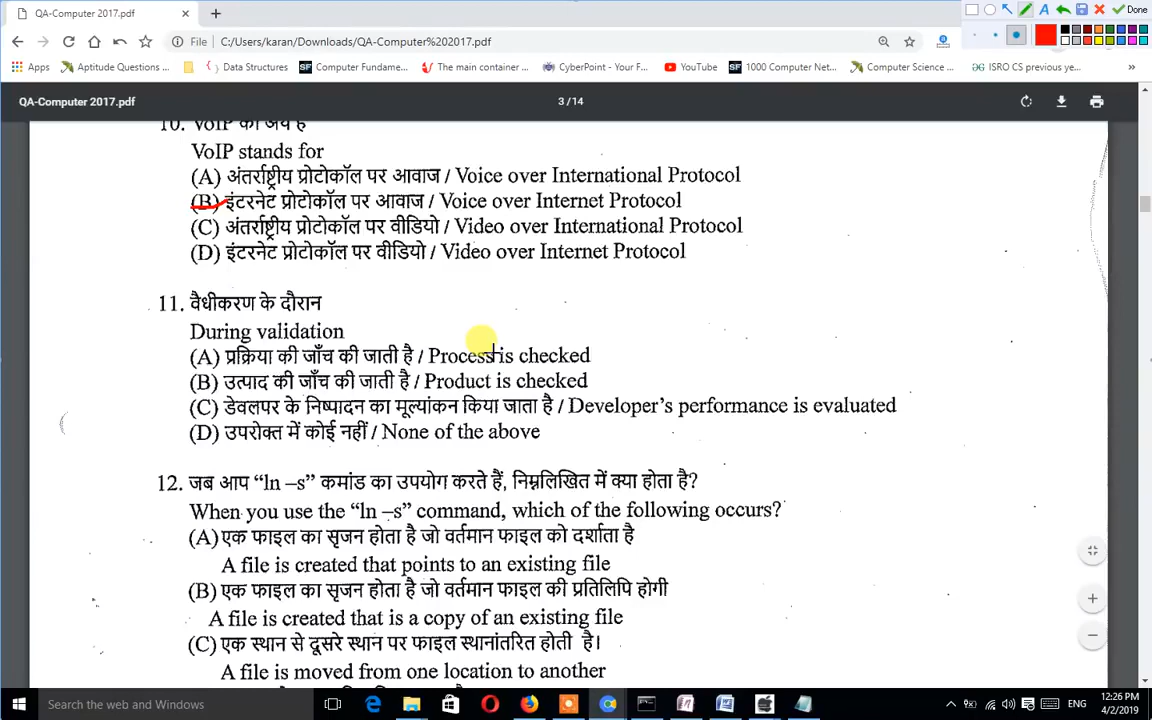 QA-Computer 2017.pdf
Done
File C:/Users/karan/Downloads/QA-Computer%202017.pdf
Apps Aptitude Questions ... Data Structures Computer Fundame... The main container ... CyberPoint - Your F... YouTube 1000 Computer Net... Computer Science ... ISRO CS previous ye...
QA-Computer 2017.pdf 3 / 14
10. VoIP का अर्थ है
VoIP stands for
(A) अंतर्राष्ट्रीय प्रोटोकॉल पर आवाज / Voice over International Protocol
(B) इंटरनेट प्रोटोकॉल पर आवाज / Voice over Internet Protocol
(C) अंतर्राष्ट्रीय प्रोटोकॉल पर वीडियो / Video over International Protocol
(D) इंटरनेट प्रोटोकॉल पर वीडियो / Video over Internet Protocol
11. वैधीकरण के दौरान
During validation
(A) प्रक्रिया की जाँच की जाती है / Process is checked
(B) उत्पाद की जाँच की जाती है / Product is checked
(C) डेवलपर के निष्पादन का मूल्यांकन किया जाता है / Developer's performance is evaluated
(D) उपरोक्त में कोई नहीं / None of the above
12. जब आप “ln –s” कमांड का उपयोग करते हैं, निम्नलिखित में क्या होता है?
When you use the “ln –s” command, which of the following occurs?
(A) एक फाइल का सृजन होता है जो वर्तमान फाइल को दर्शाता है
A file is created that points to an existing file
(B) एक फाइल का सृजन होता है जो वर्तमान फाइल की प्रतिलिपि होगी
A file is created that is a copy of an existing file
(C) एक स्थान से दूसरे स्थान पर फाइल स्थानांतरित होती है।
A file is moved from one location to another
Search the web and Windows
ENG
12:26 PM
4/2/2019